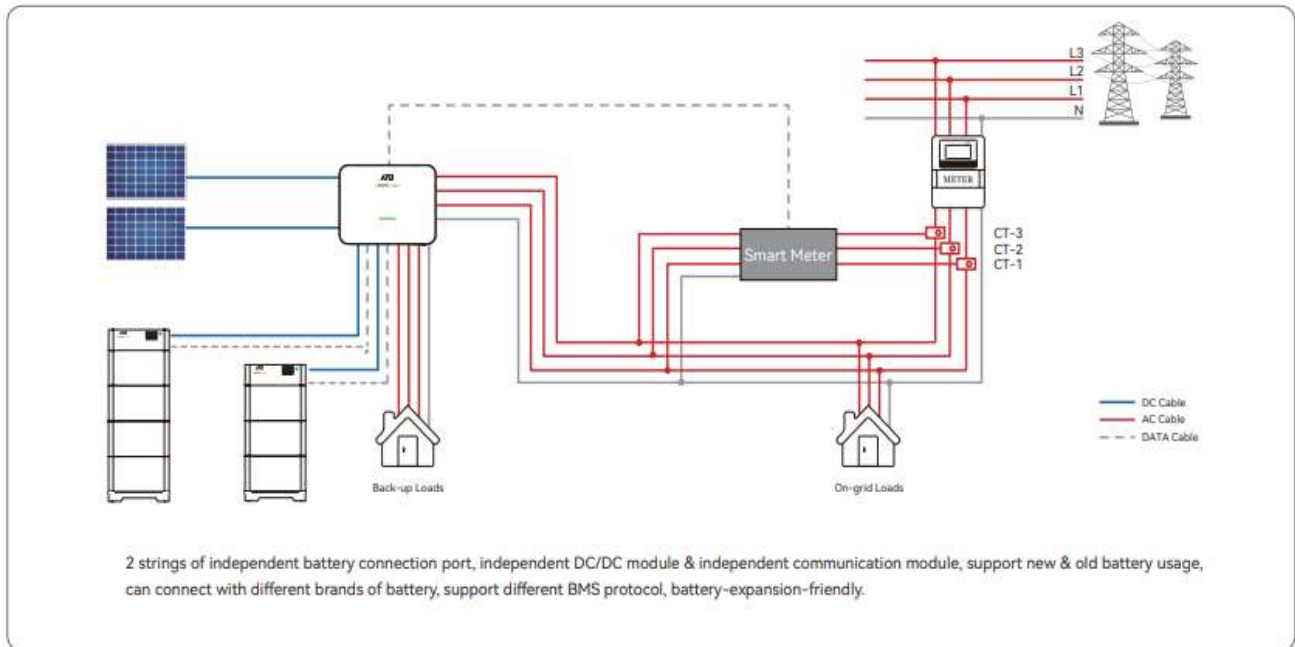 L3
L2
L1
N
METER
CT-3
CT-2
CT-1
Smart Meter
DC Cable
AC Cable
DATA Cable
Back-up Loads
On-grid Loads
2 strings of independent battery connection port, independent DC/DC module & independent communication module, support new & old battery usage,
can connect with different brands of battery, support different BMS protocol, battery-expansion-friendly.